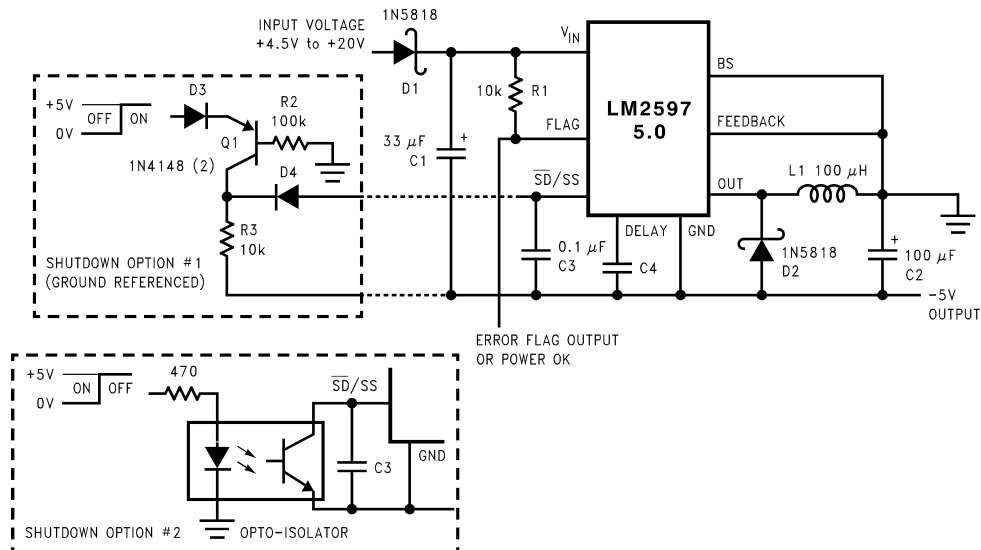 1N5818
INPUT VOLTAGE
+4.5V to +20V
D1
V_IN
10k R1
FLAG
33 μF
+
C1
LM2597
5.0
BS
FEEDBACK
OUT
L1 100 μH
S̅D̅/SS
0.1 μF
C3
DELAY
C4
GND
1N5818
D2
+
100 μF
C2
-5V
OUTPUT
ERROR FLAG OUTPUT
OR POWER OK
D3
+5V
OFF ON
0V
R2
100k
Q1
1N4148 (2)
D4
R3
10k
SHUTDOWN OPTION #1
(GROUND REFERENCED)
+5V
ON OFF
0V
470
S̅D̅/SS
C3
GND
SHUTDOWN OPTION #2
OPTO-ISOLATOR